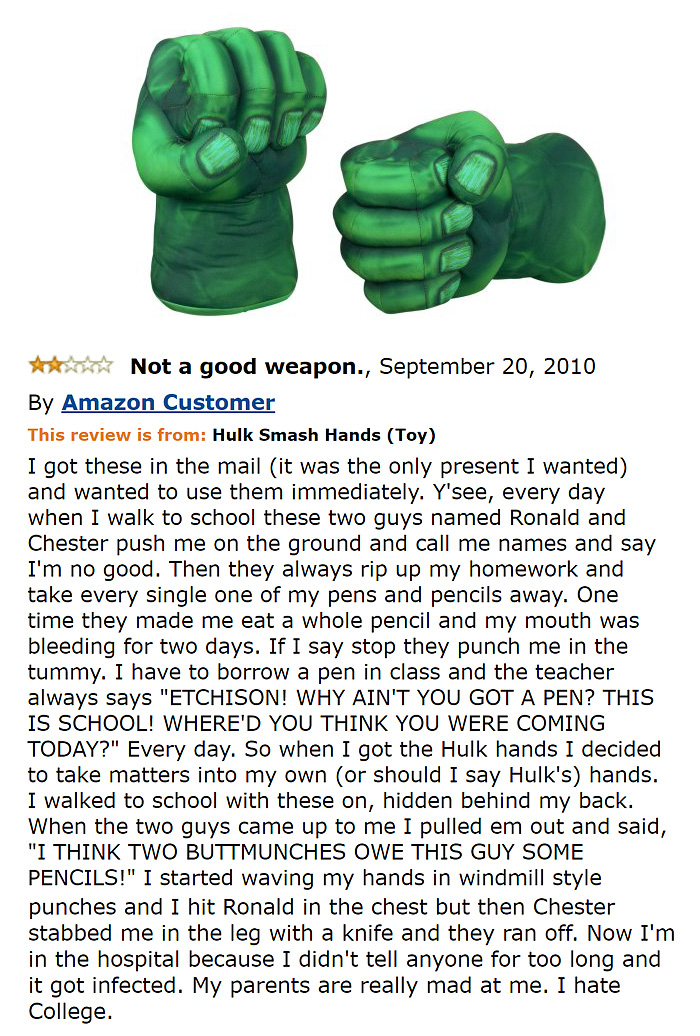 Not a good weapon., September 20, 2010
By Amazon Customer
This review is from: Hulk Smash Hands (Toy)
I got these in the mail (it was the only present I wanted)
and wanted to use them immediately. Y'see, every day
when I walk to school these two guys named Ronald and
Chester push me on the ground and call me names and say
I'm no good. Then they always rip up my homework and
take every single one of my pens and pencils away. One
time they made me eat a whole pencil and my mouth was
bleeding for two days. If I say stop they punch me in the
tummy. I have to borrow a pen in class and the teacher
always says "ETCHISON! WHY AIN'T YOU GOT A PEN? THIS
IS SCHOOL! WHERE'D YOU THINK YOU WERE COMING
TODAY?" Every day. So when I got the Hulk hands I decided
to take matters into my own (or should I say Hulk's) hands.
I walked to school with these on, hidden behind my back.
When the two guys came up to me I pulled em out and said,
"I THINK TWO BUTTMUNCHES OWE THIS GUY SOME
PENCILS!" I started waving my hands in windmill style
punches and I hit Ronald in the chest but then Chester
stabbed me in the leg with a knife and they ran off. Now I'm
in the hospital because I didn't tell anyone for too long and
it got infected. My parents are really mad at me. I hate
College.